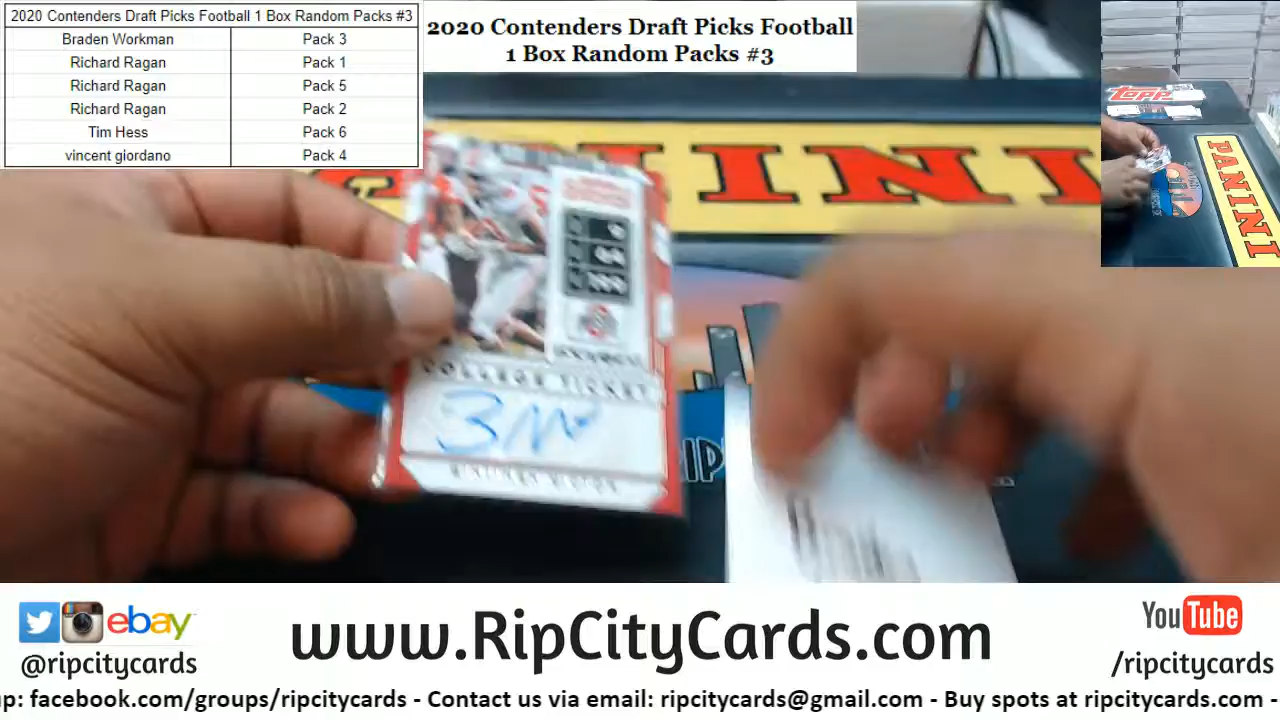 2020 Contenders Draft Picks Football 1 Box Random Packs #3
Braden Workman Pack 3
Richard Ragan Pack 1
Richard Ragan Pack 5
Richard Ragan Pack 2
Tim Hess Pack 6
vincent giordano Pack 4
2020 Contenders Draft Picks Football
1 Box Random Packs #3
Topps
PANINI
PANINI
COLLEGE TICKET
RIP
ebay
@ripcitycards
www.RipCityCards.com
YouTube
/ripcitycards
up: facebook.com/groups/ripcitycards - Contact us via email: ripcitycards@gmail.com - Buy spots at ripcitycards.com -